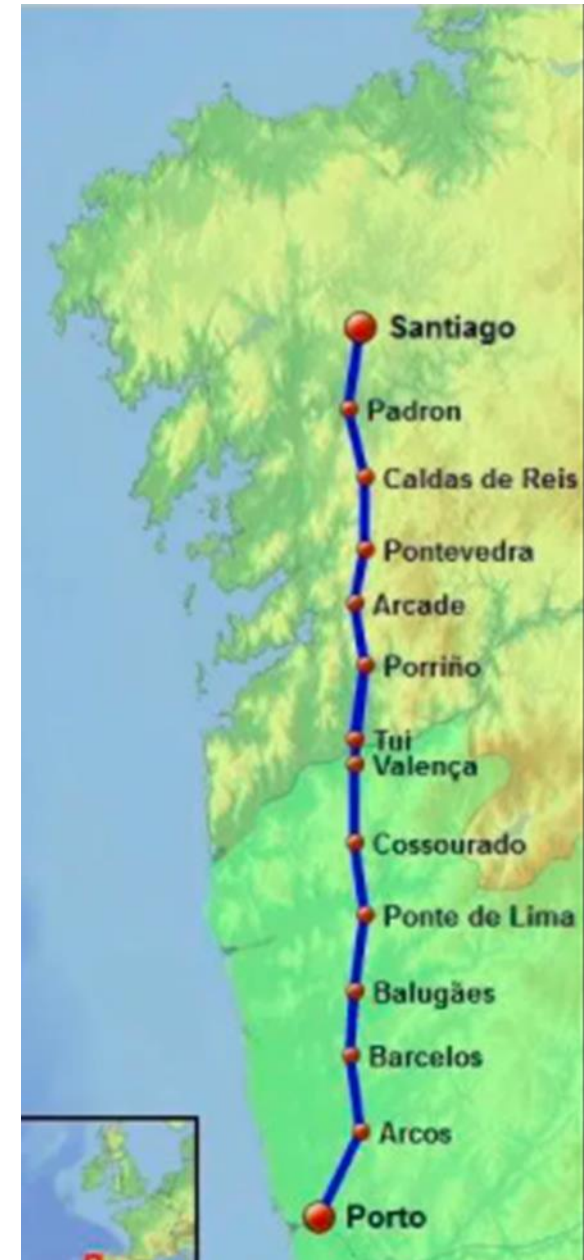 Santiago
Padron
Caldas de Reis
Pontevedra
Arcade
Porriño
Tui
Valença
Cossourado
Ponte de Lima
Balugães
Barcelos
Arcos
Porto